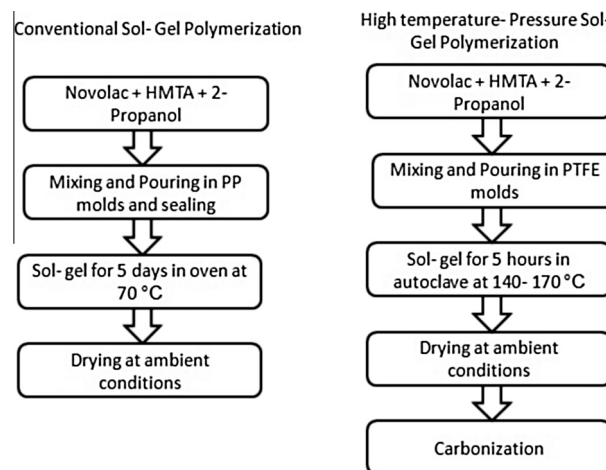 Conventional Sol- Gel Polymerization
Novolac + HMTA + 2-
Propanol
Mixing and Pouring in PP
molds and sealing
Sol- gel for 5 days in oven at
70 °C
Drying at ambient
conditions
High temperature- Pressure Sol-
Gel Polymerization
Novolac + HMTA + 2-
Propanol
Mixing and Pouring in PTFE
molds
Sol- gel for 5 hours in
autoclave at 140- 170 °C
Drying at ambient
conditions
Carbonization